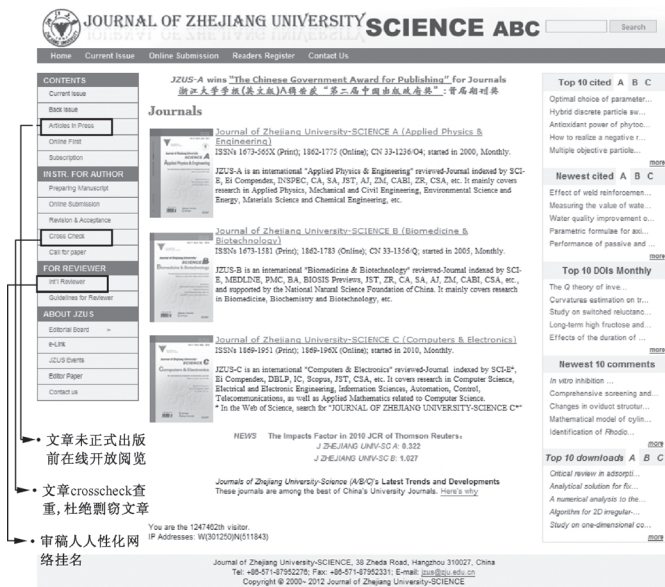 JOURNAL OF ZHEJIANG UNIVERSITY SCIENCE ABC
Search
Home Current Issue Online Submission Readers Register Contact Us
CONTENTS
Current Issue
Back Issue
Articles in Press
Online First
Subscription
INSTR. FOR AUTHOR
Preparing Manuscript
Online Submission
Revision & Acceptance
Cross Check
Call for paper
FOR REVIEWER
Int'l Reviewer
Guidelines for Reviewer
ABOUT JZUS
Editorial Board
e-Link
JZUS Events
Editor Paper
Contact us
JZUS-A wins "The Chinese Government Award for Publishing" for Journals
浙江大学学报(英文版)A辑荣获“第二届中国出版政府奖”:首届期刊奖
Journals
Journal of Zhejiang University-SCIENCE A (Applied Physics &
Engineering)
ISSNs 1673-565X (Print); 1862-1775 (Online); CN 33-1236/O4; started in 2000, Monthly.
JZUS-A is an international "Applied Physics & Engineering" reviewed-Journal indexed by SCI-
E, Ei Compendex, INSPEC, CA, SA, JST, AJ, ZM, CABI, ZR, CSA, etc. It mainly covers
research in Applied Physics, Mechanical and Civil Engineering, Environmental Science and
Energy, Materials Science and Chemical Engineering, etc.
Journal of Zhejiang University-SCIENCE B (Biomedicine &
Biotechnology)
ISSNs 1673-1581 (Print); 1862-1783 (Online); CN 33-1356/Q; started in 2005, Monthly.
JZUS-B is an international "Biomedicine & Biotechnology" reviewed-Journal indexed by SCI-
E, MEDLINE, PMC, BA, BIOSIS Previews, JST, ZR, CA, SA, AJ, ZM, CABI, CSA, etc.,
and supported by the National Natural Science Foundation of China. It mainly covers research
in Biomedicine, Biochemistry and Biotechnology, etc.
Journal of Zhejiang University-SCIENCE C (Computers & Electronics)
ISSNs 1869-1951 (Print); 1869-196X (Online); started in 2010, Monthly.
JZUS-C is an international "Computers & Electronics" reviewed-Journal indexed by SCI-E*,
Ei Compendex, DBLP, IC, Scopus, JST, CSA, etc. It covers research in Computer Science,
Electrical and Electronic Engineering, Information Sciences, Automation, Control,
Telecommunications, as well as Applied Mathematics related to Computer Science.
* In the Web of Science, search for "JOURNAL OF ZHEJIANG UNIVERSITY-SCIENCE C*"
NEWS The Impacts Factor in 2010 JCR of Thomson Reuters:
J ZHEJIANG UNIV-SC A: 0.322
J ZHEJIANG UNIV-SC B: 1.027
Journals of Zhejiang University-Science (A/B/C)'s Latest Trends and Developments
These journals are among the best of China's University Journals. Here's why
You are the 1247462th visitor.
IP Addresses: W(301250)N(511843)
Top 10 cited A B C
Optimal choice of parameter...
Hybrid discrete particle sw...
Antioxidant power of phytoc...
How to realize a negative r...
Multiple objective particle...
more
Newest cited A B C
Effect of weld reinforcemen...
Measuring the value of wate...
Water quality improvement o...
Parametric formulae for axi...
Performance of passive and ...
more
Top 10 DOIs Monthly
The Q theory of inve...
Curvatures estimation on tr...
Study on switched reluctanc...
Long-term high fructose and...
Effects of the duration of ...
more
Newest 10 comments
In vitro inhibition ...
Comprehensive screening and...
Changes in oviduct structur...
Mathematical model of cylin...
Identification of Rhodio...
more
Top 10 downloads A B C
Critical review in adsorpti...
Analytical solution for fix...
A numerical analysis to the...
Algorithm for 2D irregular-...
Study on one-dimensional co...
more
• 文章未正式出版
前在线开放阅览
• 文章crosscheck查
重,杜绝剽窃文章
• 审稿人人性化网
络挂名
Journal of Zhejiang University-SCIENCE, 38 Zheda Road, Hangzhou 310027, China
Tel: +86-571-87952276; Fax: +86-571-87952331; E-mail: jzus@zju.edu.cn
Copyright © 2000~ 2012 Journal of Zhejiang University-SCIENCE